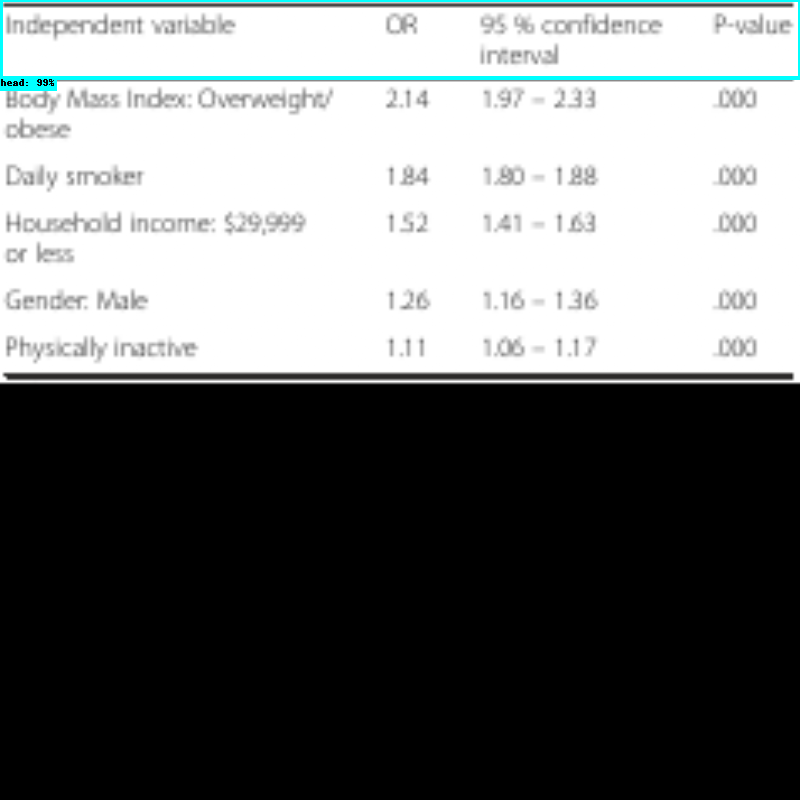 Independent variable OR 95 % confidence interval P-value
head: 99%
Body Mass Index: Overweight/ 2.14 1.97 – 2.33 .000
obese
Daily smoker 1.84 1.80 – 1.88 .000
Household income: $29,999 1.52 1.41 – 1.63 .000
or less
Gender: Male 1.26 1.16 – 1.36 .000
Physically inactive 1.11 1.06 – 1.17 .000